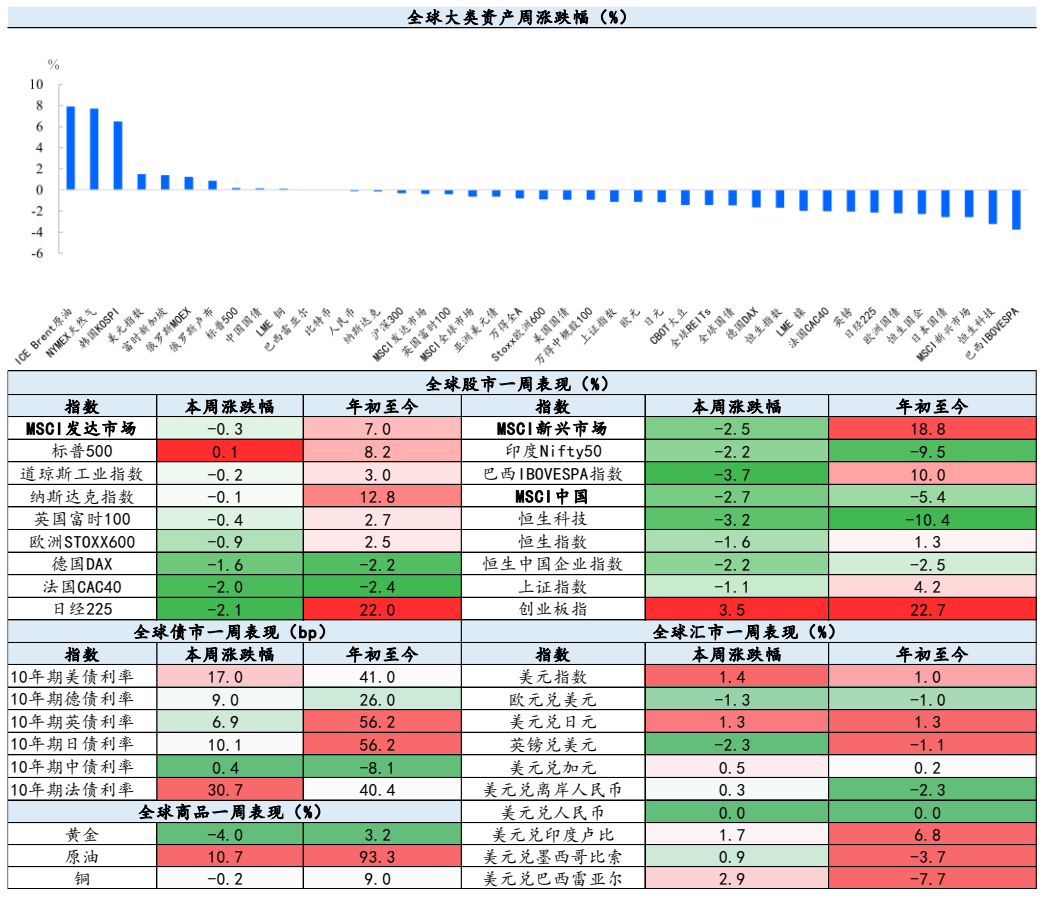 全球大类资产周涨跌幅（%）
%
10
8
6
4
2
0
-2
-4
-6
ICE Brent原油
NYMEX天然气
韩国KOSPI
美元指数
富时新加坡
俄罗斯MOEX
俄罗斯卢布
标普500
中国国债
LME 铜
巴西雷亚尔
比特币
人民币
纳斯达克
沪深300
MSCI发达市场
英国富时100
MSCI全球市场
亚洲美元债
万得全A
Stoxx欧洲600
美国国债
万得中概股100
上证指数
欧元
日元
CBOT大豆
全球REITs
全球国债
德国DAX
恒生指数
LME 镍
法国CAC40
英镑
日经225
欧洲国债
恒生国企
日本国债
MSCI新兴市场
恒生科技
巴西IBOVESPA
全球股市一周表现（%）
指数 本周涨跌幅 年初至今 指数 本周涨跌幅 年初至今
MSCI发达市场 -0.3 7.0 MSCI新兴市场 -2.5 18.8
标普500 0.1 8.2 印度Nifty50 -2.2 -9.5
道琼斯工业指数 -0.2 3.0 巴西IBOVESPA指数 -3.7 10.0
纳斯达克指数 -0.1 12.8 MSCI中国 -2.7 -5.4
英国富时100 -0.4 2.7 恒生科技 -3.2 -10.4
欧洲STOXX600 -0.9 2.5 恒生指数 -1.6 1.3
德国DAX -1.6 -2.2 恒生中国企业指数 -2.2 -2.5
法国CAC40 -2.0 -2.4 上证指数 -1.1 4.2
日经225 -2.1 22.0 创业板指 3.5 22.7
全球债市一周表现（bp） 全球汇市一周表现（%）
指数 本周涨跌幅 年初至今 指数 本周涨跌幅 年初至今
10年期美债利率 17.0 41.0 美元指数 1.4 1.0
10年期德债利率 9.0 26.0 欧元兑美元 -1.3 -1.0
10年期英债利率 6.9 56.2 美元兑日元 1.3 1.3
10年期日债利率 10.1 56.2 英镑兑美元 -2.3 -1.1
10年期中债利率 0.4 -8.1 美元兑加元 0.5 0.2
10年期法债利率 30.7 40.4 美元兑离岸人民币 0.3 -2.3
全球商品一周表现（%） 美元兑人民币 0.0 0.0
黄金 -4.0 3.2 美元兑印度卢比 1.7 6.8
原油 10.7 93.3 美元兑墨西哥比索 0.9 -3.7
铜 -0.2 9.0 美元兑巴西雷亚尔 2.9 -7.7